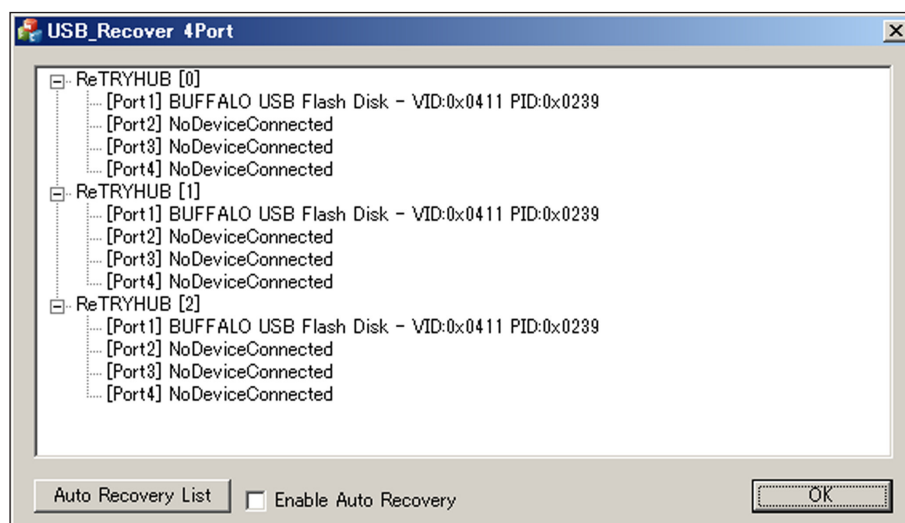 USB_Recover 4Port
ReTRYHUB [0]
[Port1] BUFFALO USB Flash Disk - VID:0x0411 PID:0x0239
[Port2] NoDeviceConnected
[Port3] NoDeviceConnected
[Port4] NoDeviceConnected
ReTRYHUB [1]
[Port1] BUFFALO USB Flash Disk - VID:0x0411 PID:0x0239
[Port2] NoDeviceConnected
[Port3] NoDeviceConnected
[Port4] NoDeviceConnected
ReTRYHUB [2]
[Port1] BUFFALO USB Flash Disk - VID:0x0411 PID:0x0239
[Port2] NoDeviceConnected
[Port3] NoDeviceConnected
[Port4] NoDeviceConnected
Auto Recovery List Enable Auto Recovery OK